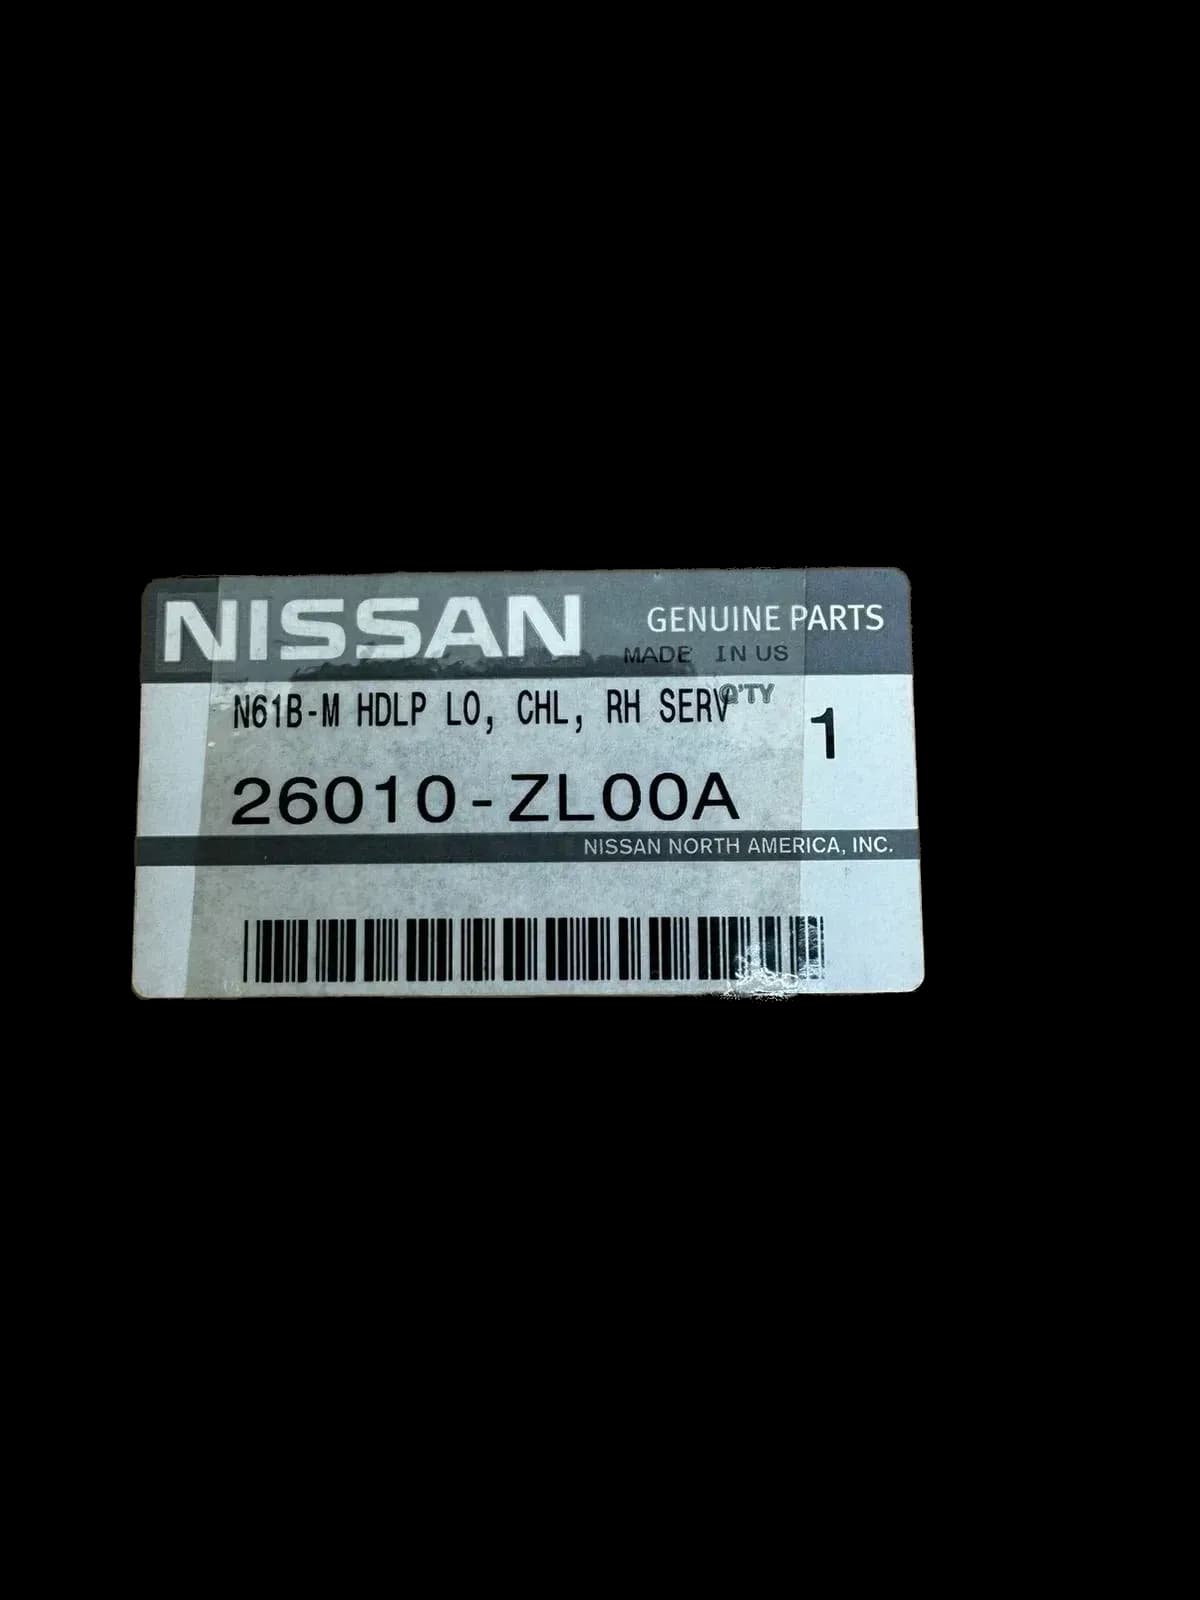 NISSAN GENUINE PARTS
MADE IN US
N61B-M HDLP LO, CHL, RH SERV Q'TY
1
26010-ZL00A
NISSAN NORTH AMERICA, INC.